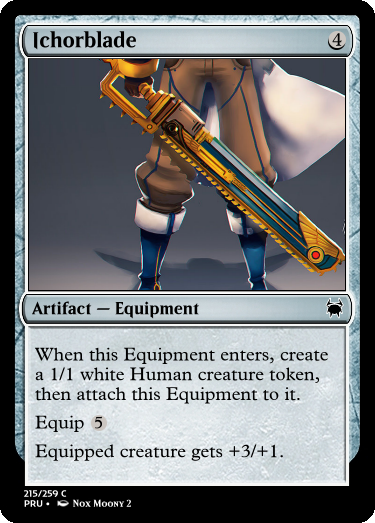 Ichorblade 4
Artifact — Equipment
When this Equipment enters, create
a 1/1 white Human creature token,
then attach this Equipment to it.
Equip 5
Equipped creature gets +3/+1.
215/259 C
PRU • Nox Moony 2